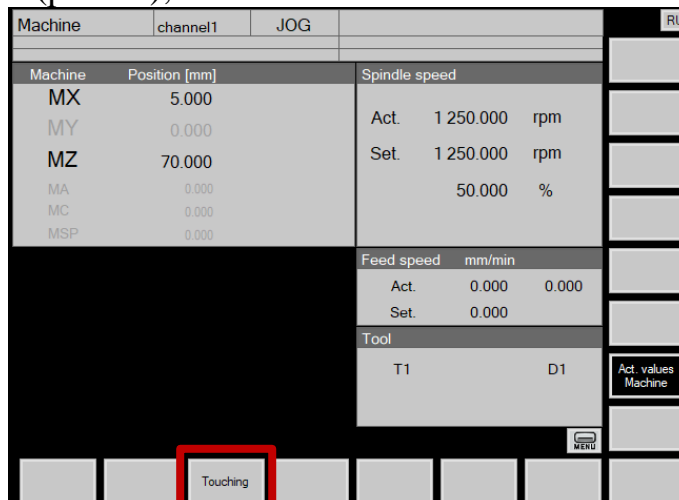 Machine channel1 JOG
RU
Machine Position [mm]
MX 5.000
MY 0.000
MZ 70.000
MA 0.000
MC 0.000
MSP 0.000
Spindle speed
Act. 1 250.000 rpm
Set. 1 250.000 rpm
50.000 %
Feed speed mm/min
Act. 0.000 0.000
Set. 0.000
Tool
T1 D1
Act. values
Machine
MENU
Touching